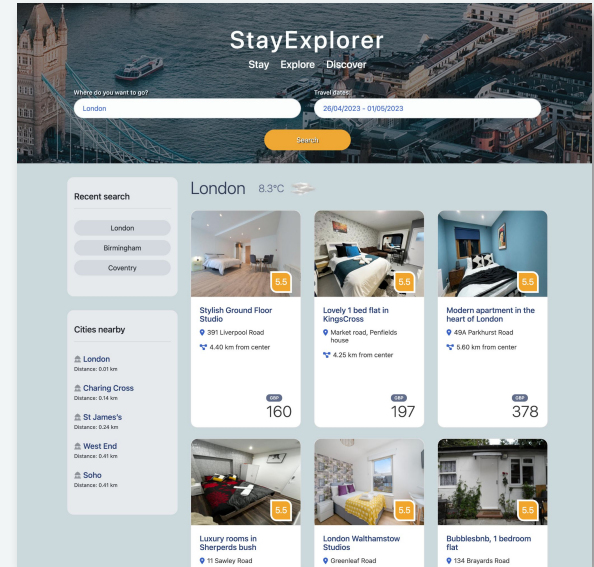 StayExplorer
Stay Explore Discover
Where do you want to go?
Travel dates:
London
26/04/2023 - 01/05/2023
Search
Recent search
London
Birmingham
Coventry
Cities nearby
London
Distance: 0.01 km
Charing Cross
Distance: 0.14 km
St James's
Distance: 0.24 km
West End
Distance: 0.41 km
Soho
Distance: 0.41 km
London 8.3°C
5.5
Stylish Ground Floor
Studio
391 Liverpool Road
4.40 km from center
GBP
160
5.5
Lovely 1 bed flat in
KingsCross
Market road, Penfields
house
4.25 km from center
GBP
197
5.5
Modern apartment in the
heart of London
49A Parkhurst Road
5.60 km from center
GBP
378
5.5
Luxury rooms in
Sherperds bush
11 Sawley Road
5.5
London Walthamstow
Studios
Greenleaf Road
5.5
Bubblesbnb, 1 bedroom
flat
134 Brayards Road